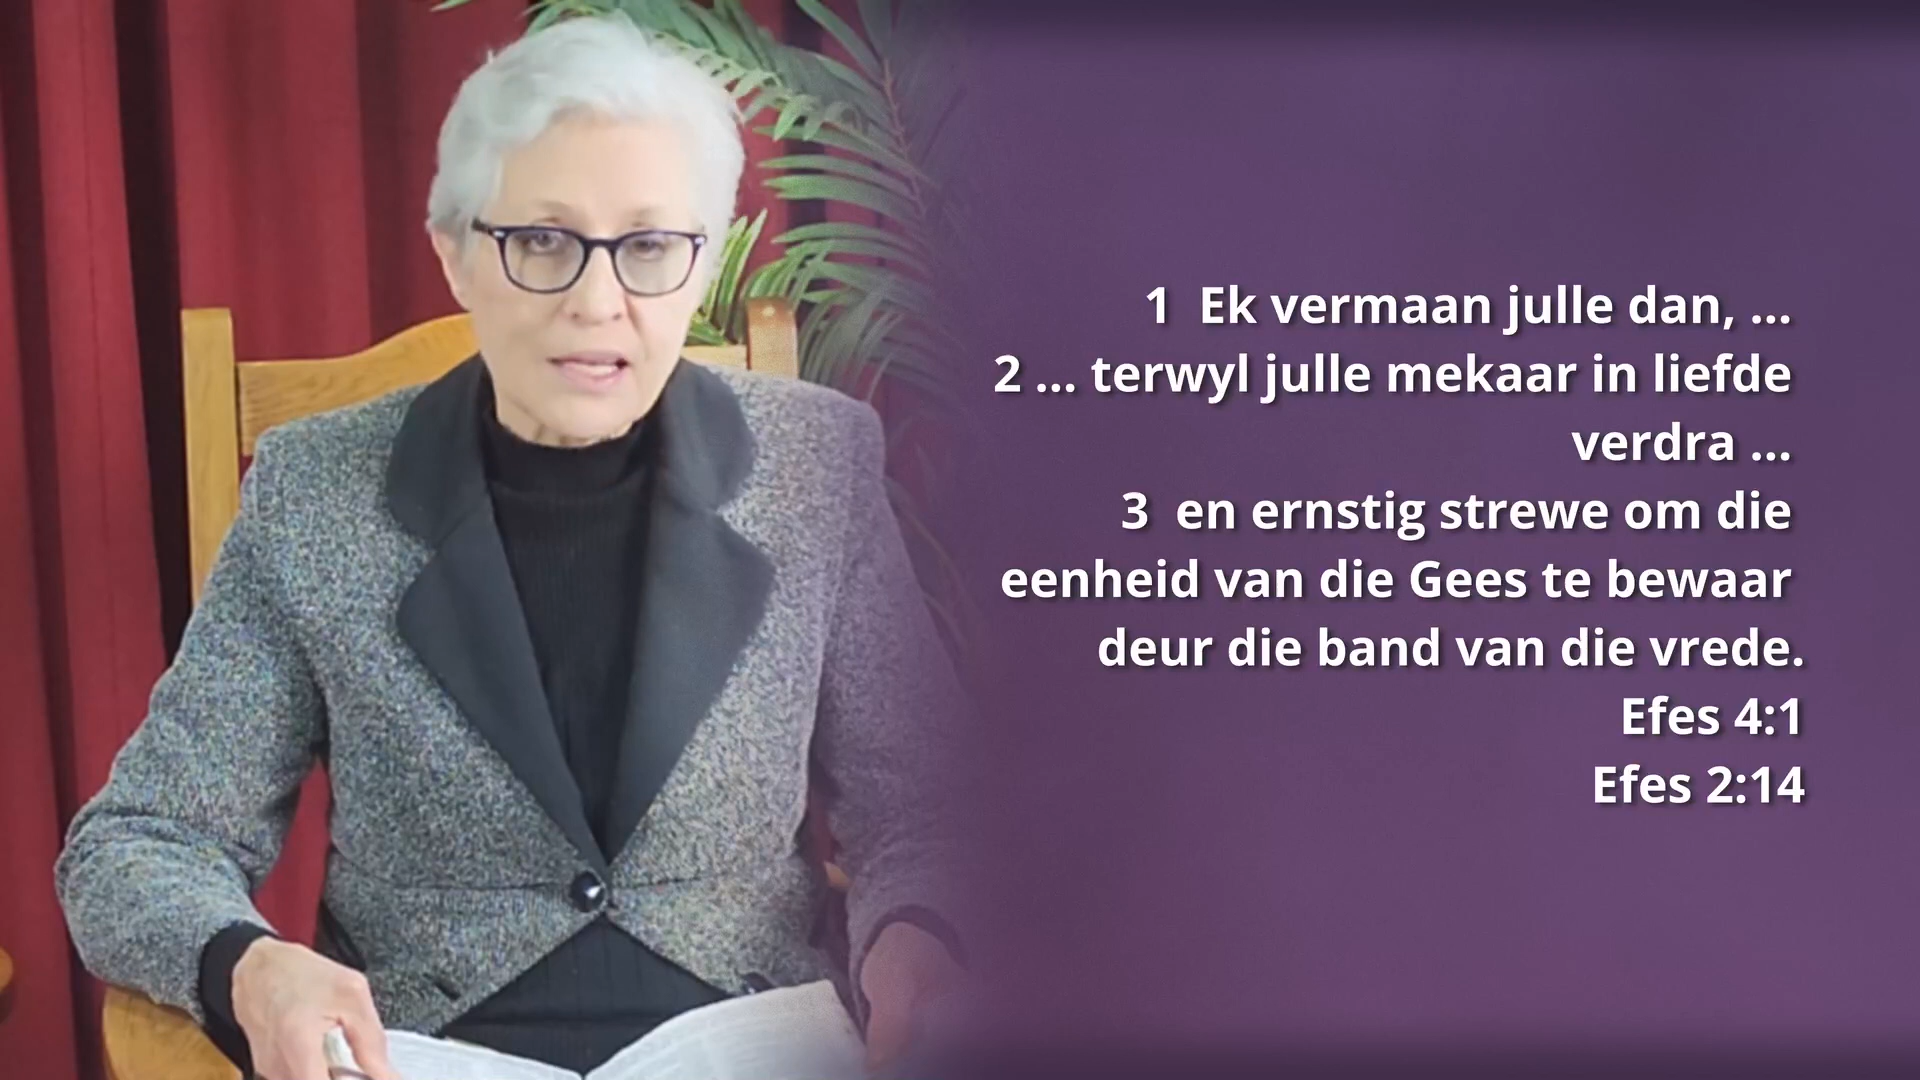 1 Ek vermaan julle dan, ...
2 ... terwyl julle mekaar in liefde
verdra ...
3 en ernstig strewe om die
eenheid van die Gees te bewaar
deur die band van die vrede.
Efes 4:1
Efes 2:14